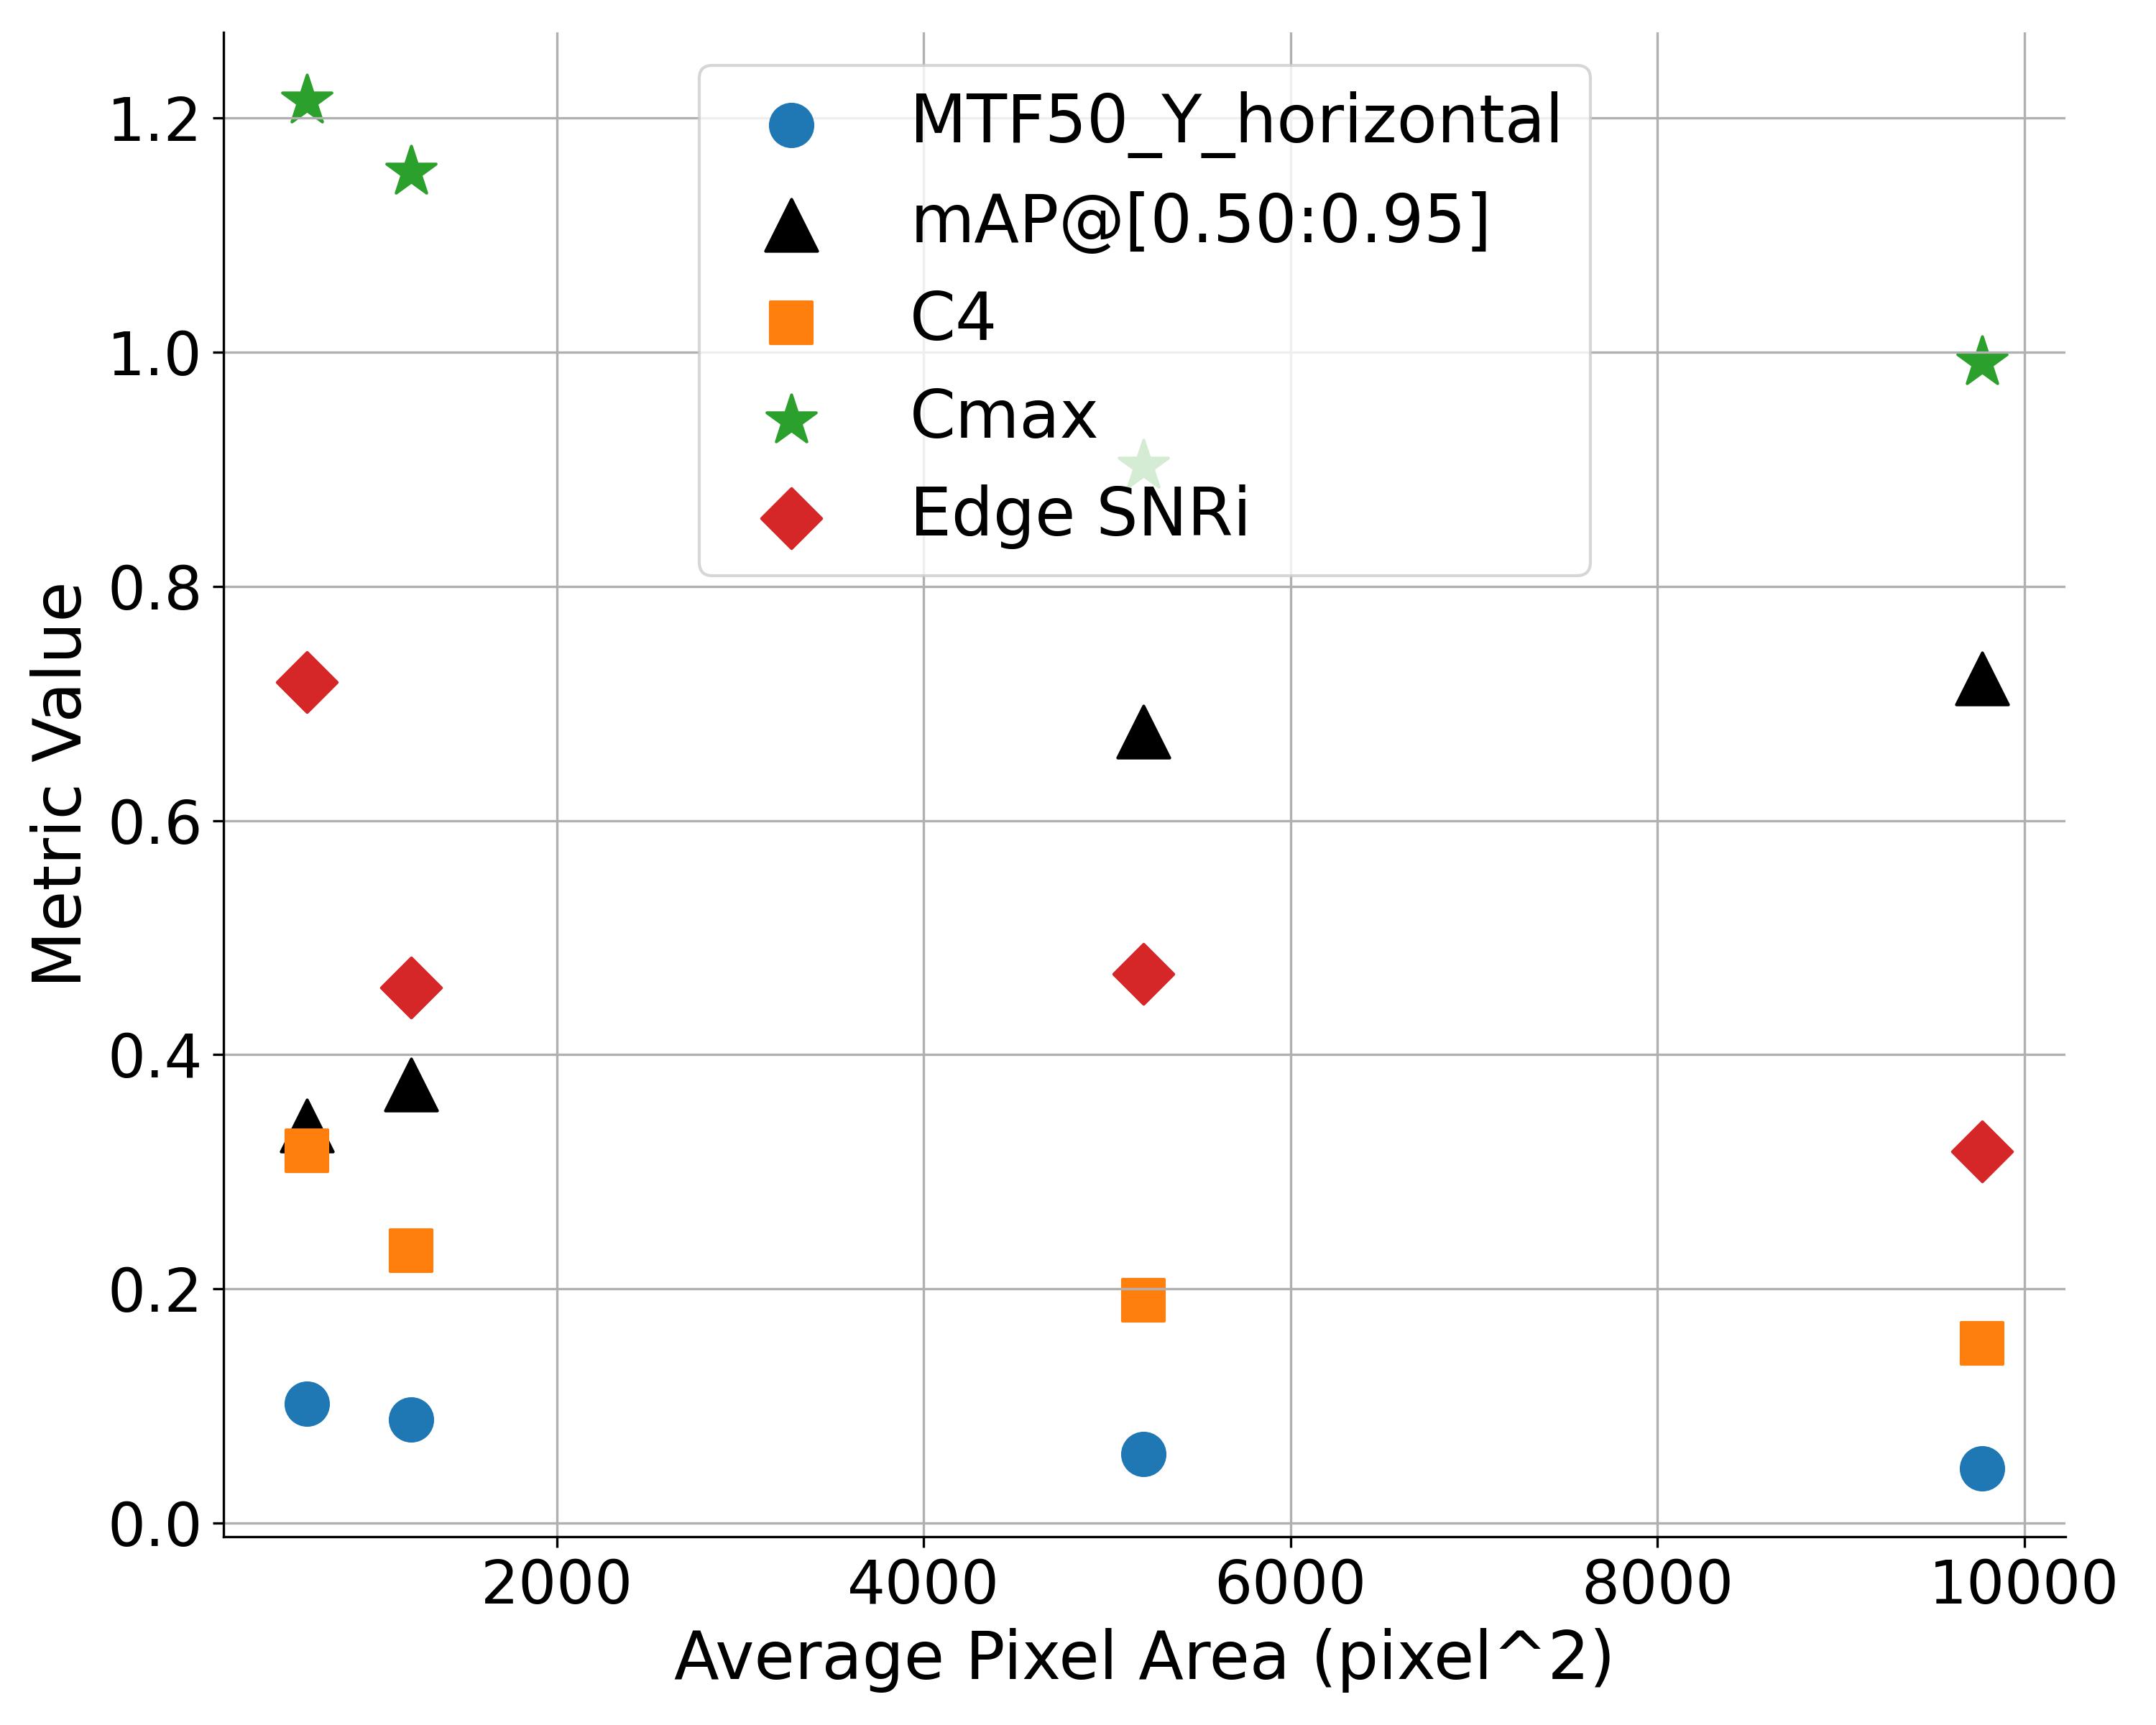 MTF50_Y_horizontal
mAP@[0.50:0.95]
C4
Cmax
Edge SNRi
Metric Value
1.2
1.0
0.8
0.6
0.4
0.2
0.0
2000 4000 6000 8000 10000
Average Pixel Area (pixel^2)